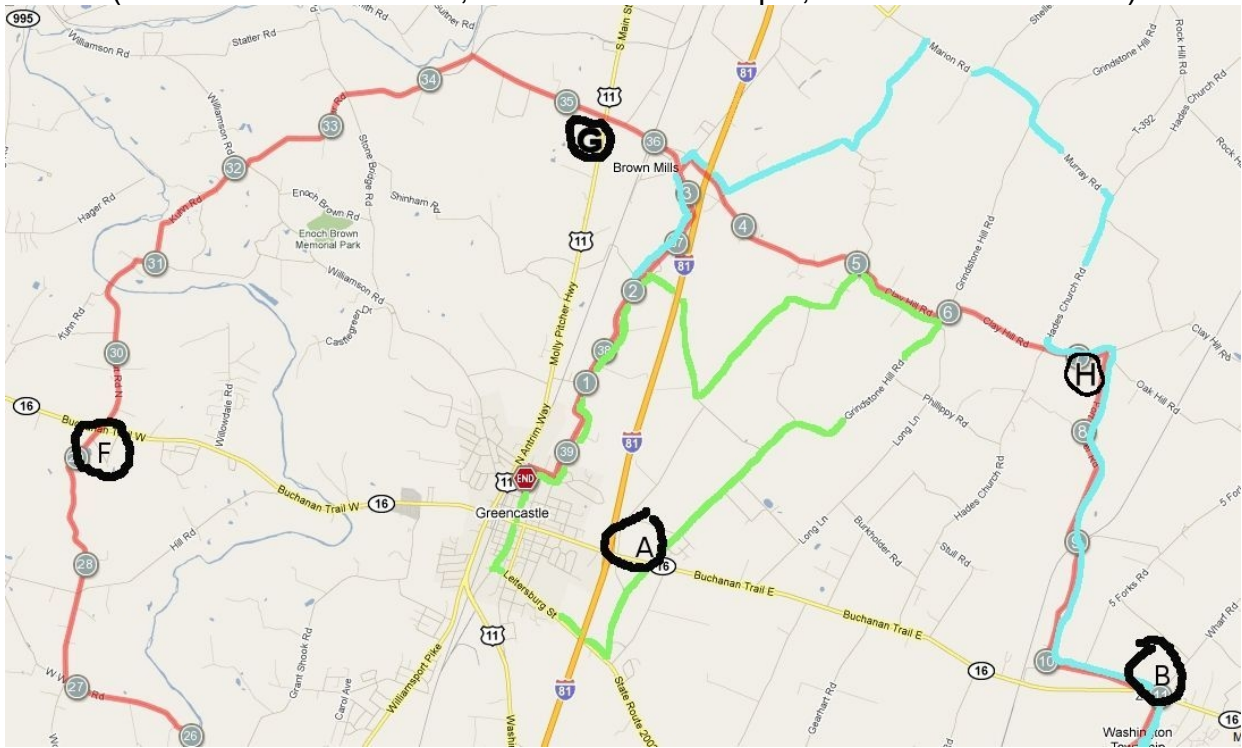 995
Williamson Rd
Statler Rd
Suitner Rd
S Main St
81
Marion Rd
Grindstone Hill Rd
Rock Hill Rd
34
35
11
Hades Church Rd
T-392
33
Williamson Rd
Stone Bridge Rd
G
36
Brown Mills
32
Murray Rd
Hager Rd
Kuhn Rd
Enoch Brown Rd
Shinham Rd
3
Enoch Brown
Memorial Park
4
11
37
Grindstone Hill Rd
31
81
5
Williamson Rd
2
Clay Hill Rd
Hades Church Rd
Kuhn Rd
6
Clay Hill Rd
Clay Hill Rd
Castlegreen
Molly Pitcher Hwy
30
38
H
1
Oak Hill Rd
16
Willowdale Rd
Grindstone Hill Rd
Phillippy Rd
Buchanan Trail W
N Antrim Way
Long Ln
8
F
81
39
END
11
16
Hades Church Rd
Buchanan Trail W
Greencastle
Long Ln
Burkholder Rd
A
9
Hill Rd
Stull Rd
28
16
Buchanan Trail E
Leitersburg St
5 Forks Rd
Buchanan Trail E
Wharf Rd
11
Grant Shook Rd
10
16
B
27
Williamsport Pike
81
11
Carol Ave
State Route 2002
Gearhart Rd
16
26